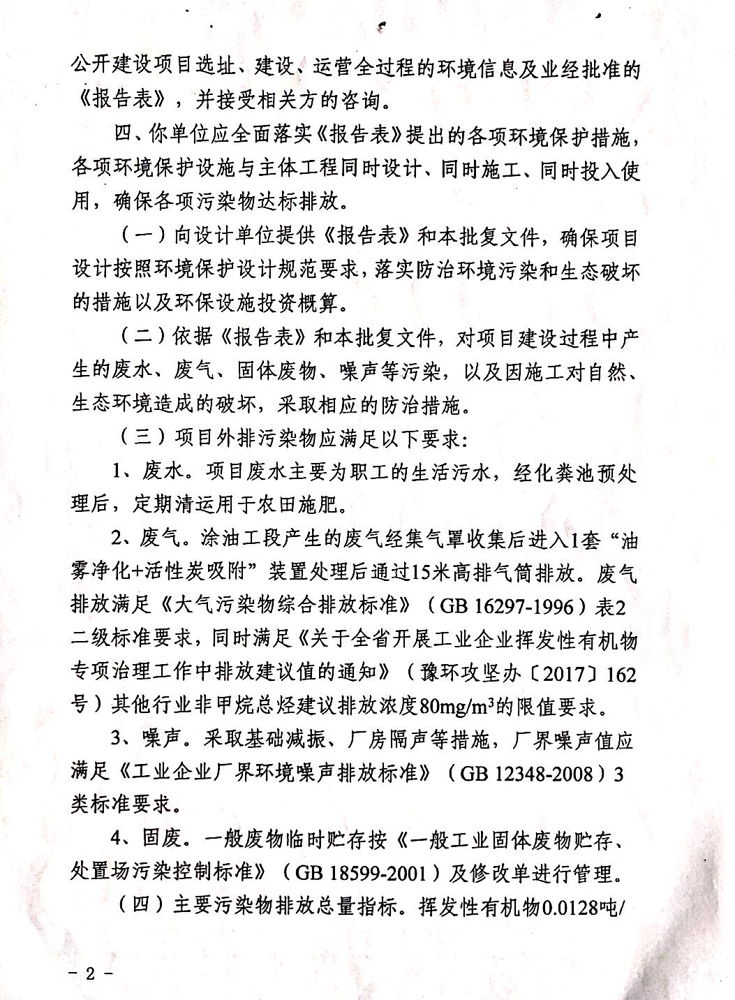 公开建设项目选址、建设、运营全过程的环境信息及业经批准的
《报告表》，并接受相关方的咨询。
四、你单位应全面落实《报告表》提出的各项环境保护措施，
各项环境保护设施与主体工程同时设计、同时施工、同时投入使
用，确保各项污染物达标排放。
（一）向设计单位提供《报告表》和本批复文件，确保项目
设计按照环境保护设计规范要求，落实防治环境污染和生态破坏
的措施以及环保设施投资概算。
（二）依据《报告表》和本批复文件，对项目建设过程中产
生的废水、废气、固体废物、噪声等污染，以及因施工对自然、
生态环境造成的破坏，采取相应的防治措施。
（三）项目外排污染物应满足以下要求：
1、废水。项目废水主要为职工的生活污水，经化粪池预处
理后，定期清运用于农田施肥。
2、废气。涂油工段产生的废气经集气罩收集后进入1套“油
雾净化+活性炭吸附”装置处理后通过15米高排气筒排放。废气
排放满足《大气污染物综合排放标准》（GB 16297-1996）表2
二级标准要求，同时满足《关于全省开展工业企业挥发性有机物
专项治理工作中排放建议值的通知》（豫环攻坚办〔2017〕162
号）其他行业非甲烷总烃建议排放浓度80mg/m³的限值要求。
3、噪声。采取基础减振、厂房隔声等措施，厂界噪声值应
满足《工业企业厂界环境噪声排放标准》（GB 12348-2008）3
类标准要求。
4、固废。一般废物临时贮存按《一般工业固体废物贮存、
处置场污染控制标准》（GB 18599-2001）及修改单进行管理。
（四）主要污染物排放总量指标。挥发性有机物0.0128吨/
- 2 -